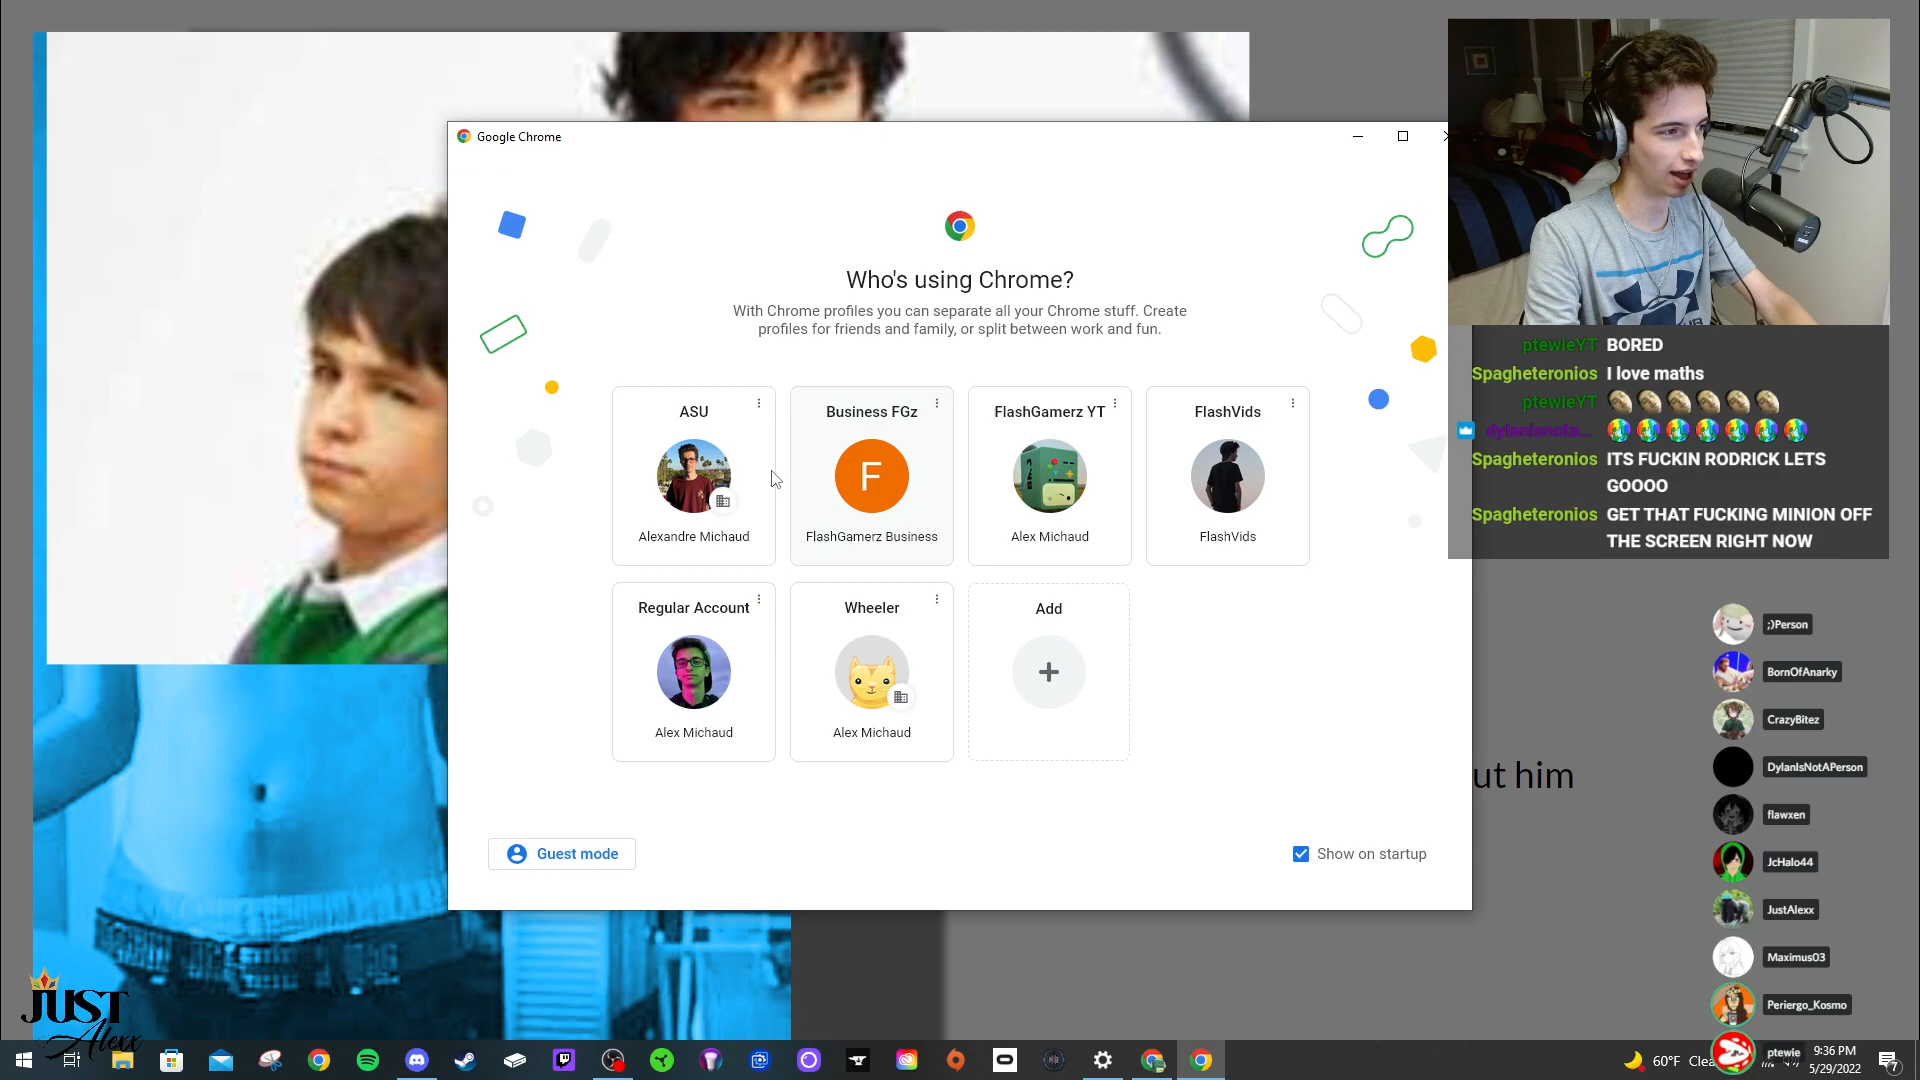 Google Chrome
Who's using Chrome?
With Chrome profiles you can separate all your Chrome stuff. Create
profiles for friends and family, or split between work and fun.
ASU
Alexandre Michaud
Business FGz
F
FlashGamerz Business
FlashGamerz YT
Alex Michaud
FlashVids
FlashVids
Regular Account
Alex Michaud
Wheeler
Alex Michaud
Add
Guest mode
Show on startup
ptewieYT BORED
Spagheteronios I love maths
ptewieYT
dylanisnota...
Spagheteronios ITS FUCKIN RODRICK LETS
GOOOO
Spagheteronios GET THAT FUCKING MINION OFF
THE SCREEN RIGHT NOW
;)Person
BornOfAnarky
CrazyBitez
DylanIsNotAPerson
flawxen
JcHalo44
JustAlexx
Maximus03
Periergo_Kosmo
ptewie
ut him
JUST
Alexx
60°F Clea
9:36 PM
5/29/2022
7